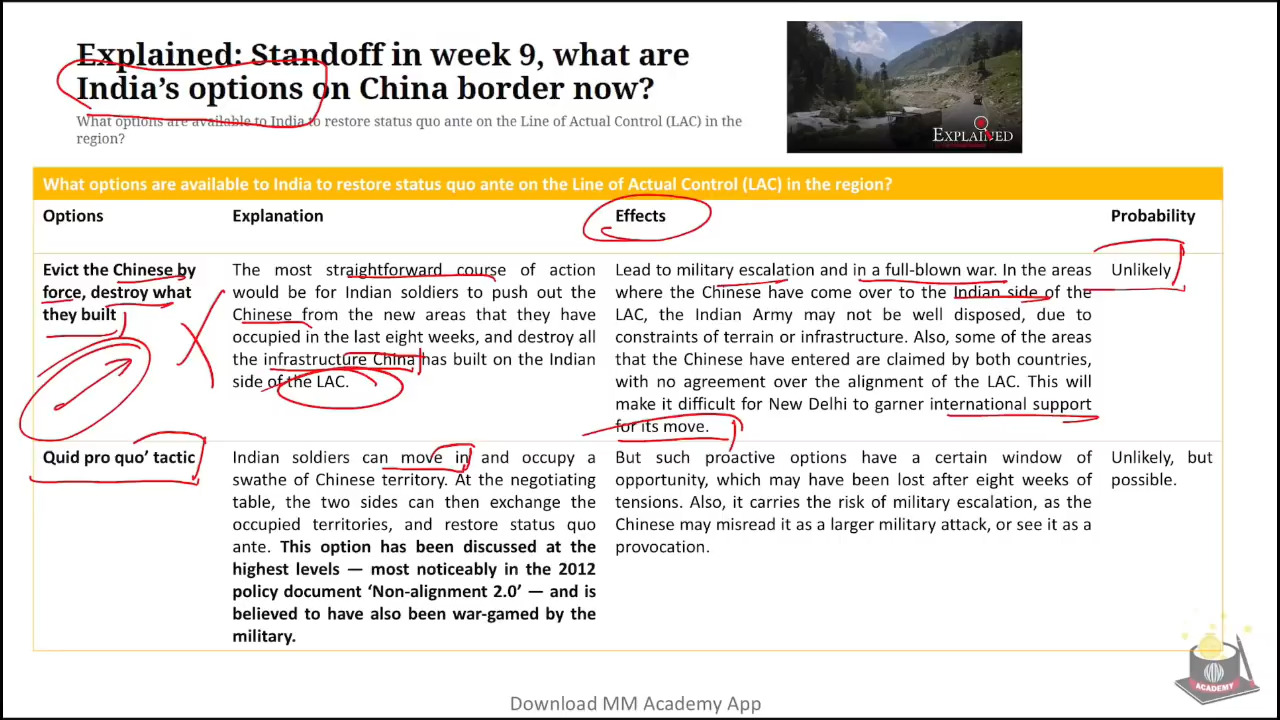 Explained: Standoff in week 9, what are
India's options on China border now?
What options are available to India to restore status quo ante on the Line of Actual Control (LAC) in the
region?
EXPLAINED
What options are available to India to restore status quo ante on the Line of Actual Control (LAC) in the region?
Options
Explanation
Effects
Probability
Evict the Chinese by
force, destroy what
they built
The most straightforward course of action
would be for Indian soldiers to push out the
Chinese from the new areas that they have
occupied in the last eight weeks, and destroy all
the infrastructure China has built on the Indian
side of the LAC.
Lead to military escalation and in a full-blown war. In the areas
where the Chinese have come over to the Indian side of the
LAC, the Indian Army may not be well disposed, due to
constraints of terrain or infrastructure. Also, some of the areas
that the Chinese have entered are claimed by both countries,
with no agreement over the alignment of the LAC. This will
make it difficult for New Delhi to garner international support
for its move.
Unlikely
Quid pro quo' tactic
Indian soldiers can move in and occupy a
swathe of Chinese territory. At the negotiating
table, the two sides can then exchange the
occupied territories, and restore status quo
ante. This option has been discussed at the
highest levels — most noticeably in the 2012
policy document 'Non-alignment 2.0' — and is
believed to have also been war-gamed by the
military.
But such proactive options have a certain window of
opportunity, which may have been lost after eight weeks of
tensions. Also, it carries the risk of military escalation, as the
Chinese may misread it as a larger military attack, or see it as a
provocation.
Unlikely, but
possible.
ACADEMY
Download MM Academy App